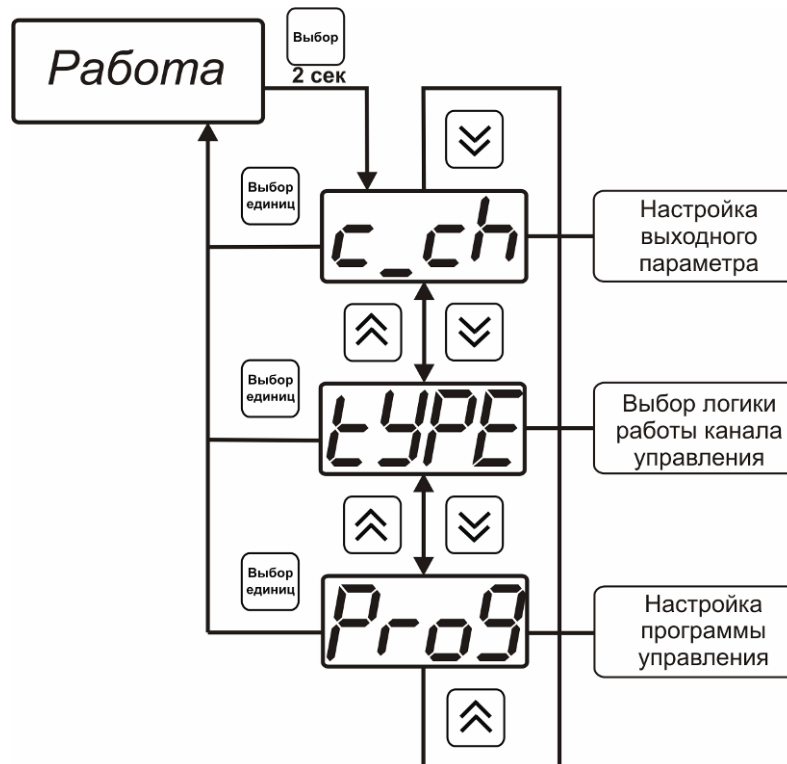 Работа
Выбор
2 сек
Выбор
единиц
c_ch
Настройка
выходного
параметра
Выбор
единиц
tYPE
Выбор логики
работы канала
управления
Выбор
единиц
Prog
Настройка
программы
управления